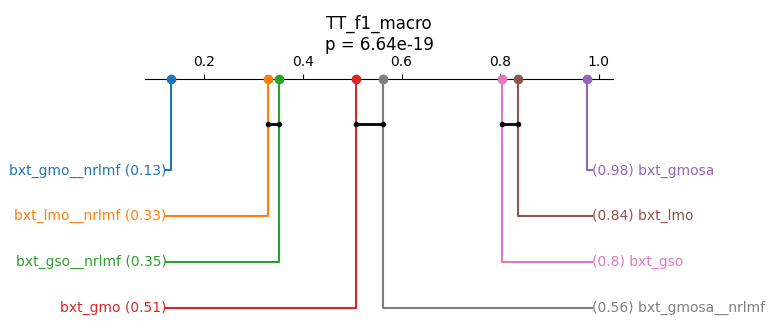 TT_f1_macro
p = 6.64e-19
0.2 0.4 0.6 0.8 1.0
bxt_gmo__nrlmf (0.13) (0.98) bxt_gmosa
bxt_lmo__nrlmf (0.33) (0.84) bxt_lmo
bxt_gso__nrlmf (0.35) (0.8) bxt_gso
bxt_gmo (0.51) (0.56) bxt_gmosa__nrlmf